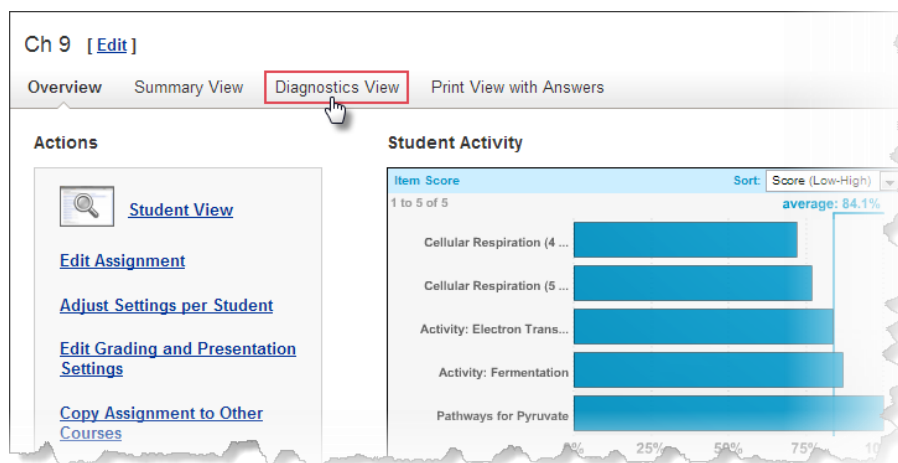 Ch 9 [ Edit ]
Overview Summary View Diagnostics View Print View with Answers
Actions
Student View
Edit Assignment
Adjust Settings per Student
Edit Grading and Presentation
Settings
Copy Assignment to Other
Courses
Student Activity
Item Score Sort: Score (Low-High)
1 to 5 of 5 average: 84.1%
Cellular Respiration (4 ...
Cellular Respiration (5 ...
Activity: Electron Trans...
Activity: Fermentation
Pathways for Pyruvate
0% 25% 50% 75% 10